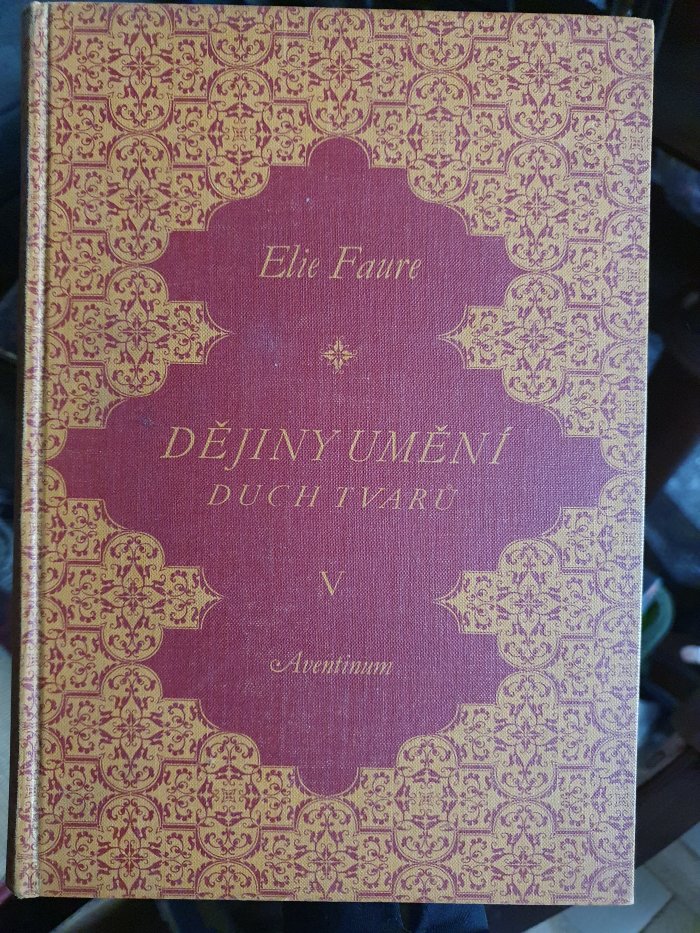 Elie Faure
DĚJINY UMĚNÍ
DUCH TVARŮ
V
Aventinum